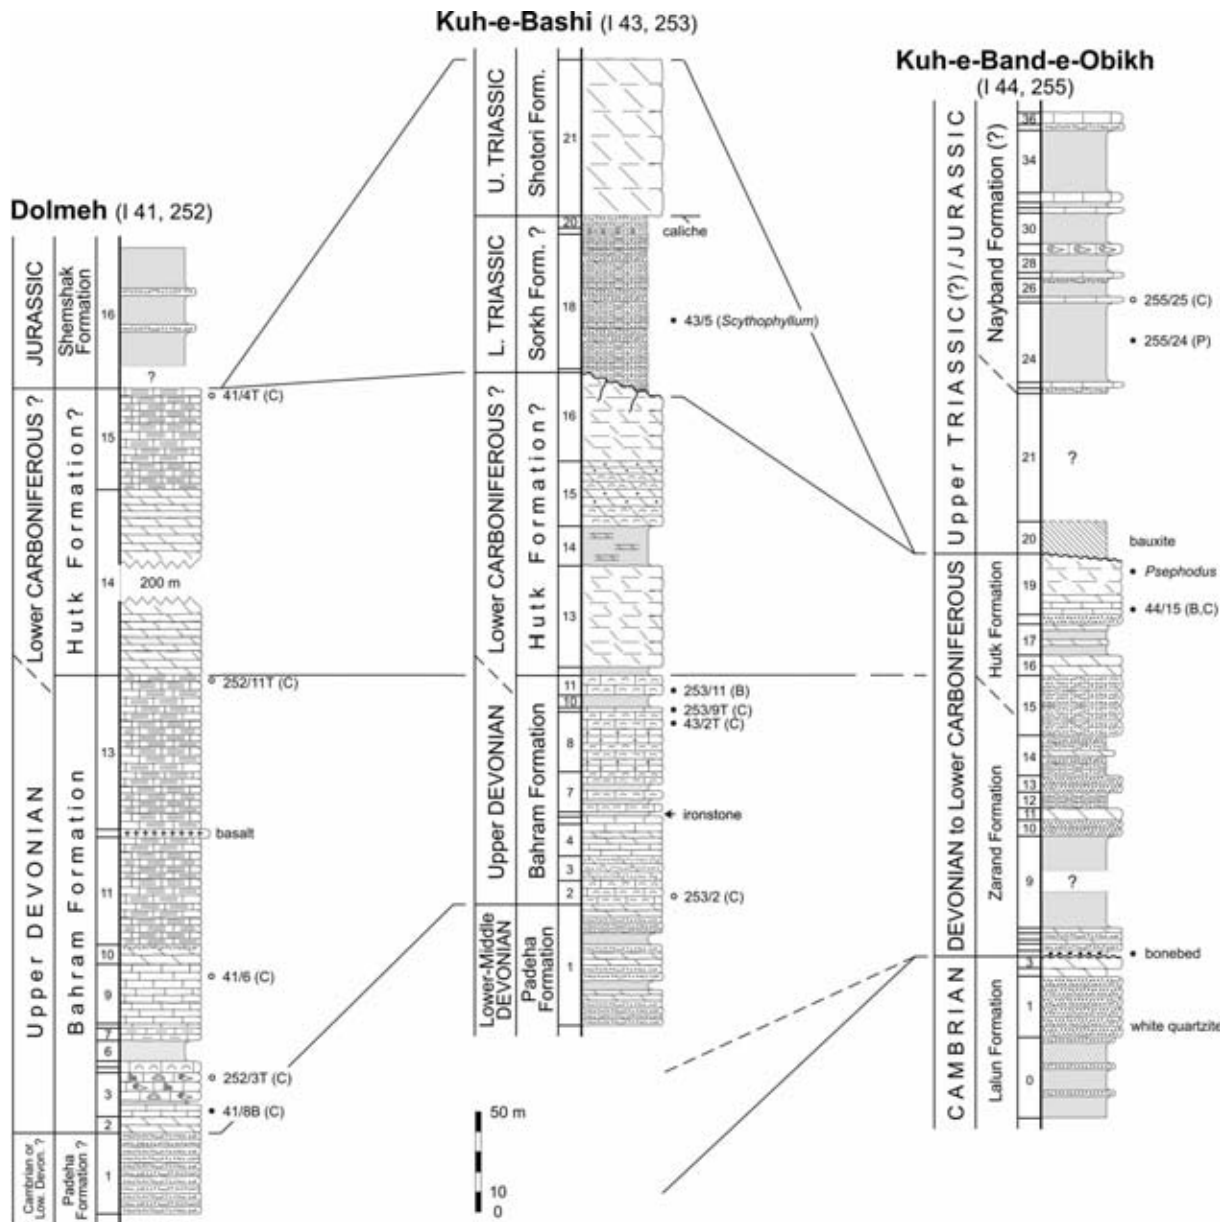 Kuh-e-Bashi (I 43, 253)
Kuh-e-Band-e-Obikh
(I 44, 255)
Dolmeh (I 41, 252)
JURASSIC
Shemshak
Formation
16
?
Lower CARBONIFEROUS ?
Hutk Formation?
15
14
200 m
41/4T (C)
252/11T (C)
Upper DEVONIAN
Bahram Formation
13
basalt
11
10
9
41/6 (C)
7
6
3
252/3T (C)
41/8B (C)
2
Cambrian or
Low. Devon. ?
Padeha
Formation ?
1
U. TRIASSIC
Shotori Form.
21
20
caliche
L. TRIASSIC
Sorkh Form. ?
18
43/5 (Scythophyllum)
Lower CARBONIFEROUS ?
Hutk Formation?
16
15
14
13
Upper DEVONIAN
Bahram Formation
11
10
253/11 (B)
253/9T (C)
43/2T (C)
8
7
ironstone
4
3
2
253/2 (C)
Lower-Middle
DEVONIAN
Padeha
Formation
1
50 m
10
0
Upper TRIASSIC(?)/JURASSIC
Nayband Formation (?)
36
34
30
28
26
255/25 (C)
255/24 (P)
24
21
?
20
bauxite
DEVONIAN to Lower CARBONIFEROUS
Hutk Formation
19
Psephodus
44/15 (B,C)
17
16
Zarand Formation
15
14
13
12
11
10
9
?
bonebed
CAMBRIAN
Lalun Formation
3
1
white quartzite
0